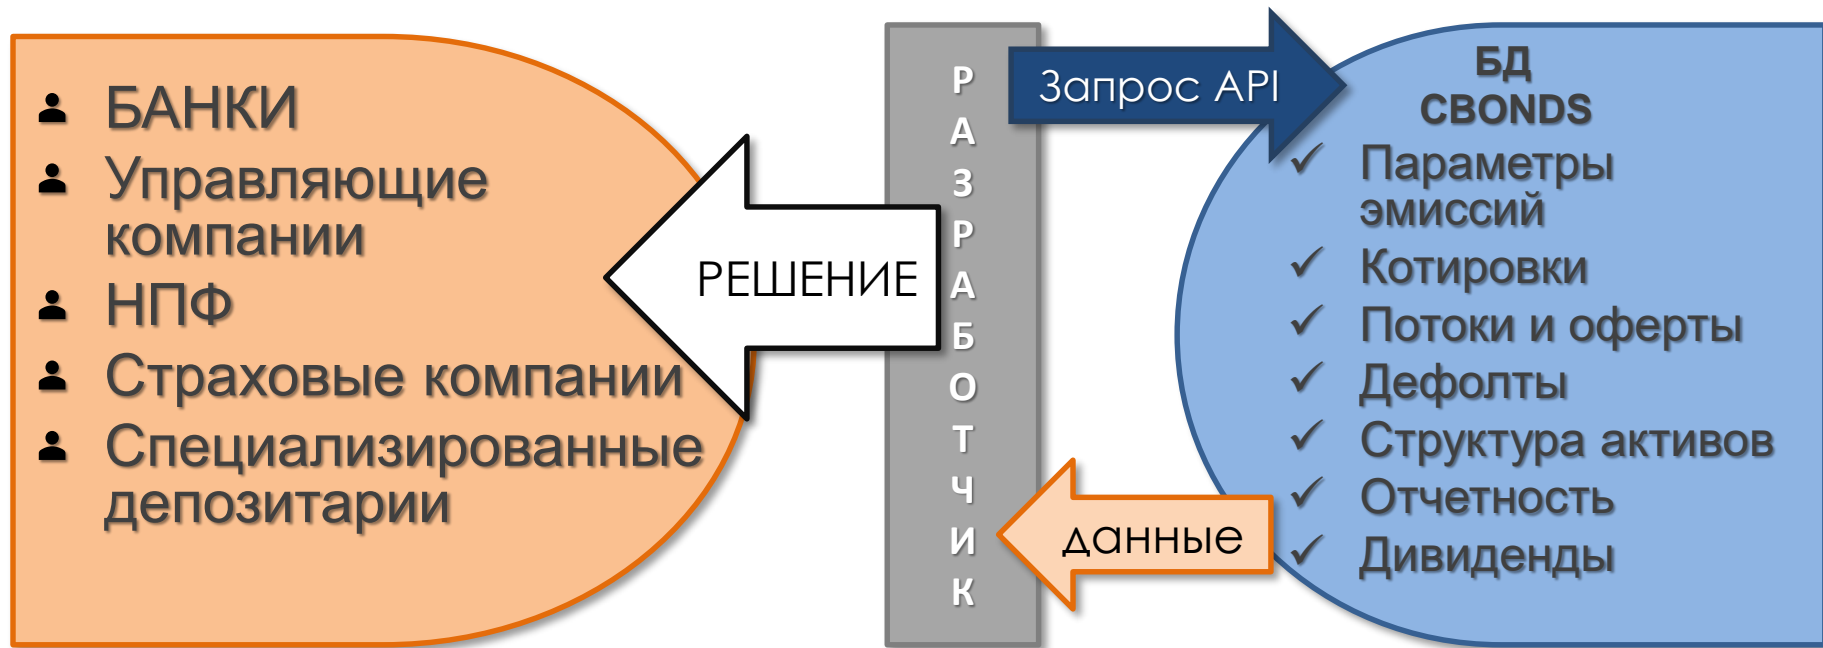 БАНКИ
Управляющие
компании
НПФ
Страховые компании
Специализированные
депозитарии
РЕШЕНИЕ
РАЗРАБОТЧИК
Запрос API
данные
БД
CBONDS
Параметры
эмиссий
Котировки
Потоки и оферты
Дефолты
Структура активов
Отчетность
Дивиденды